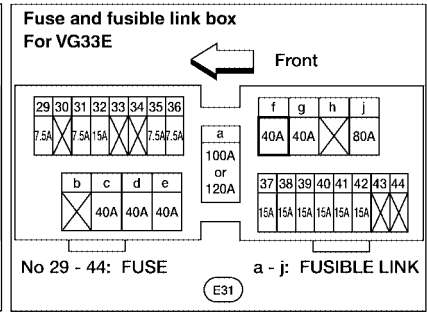 Fuse and fusible link box
For VG33E
Front
29 30 31 32 33 34 35 36
7.5A 7.5A 15A 7.5A 7.5A
a
100A
or
120A
f g h j
40A 40A 80A
b c d e
40A 40A 40A
37 38 39 40 41 42 43 44
15A 15A 15A 15A 15A 15A
No 29 - 44: FUSE
a - j: FUSIBLE LINK
E31